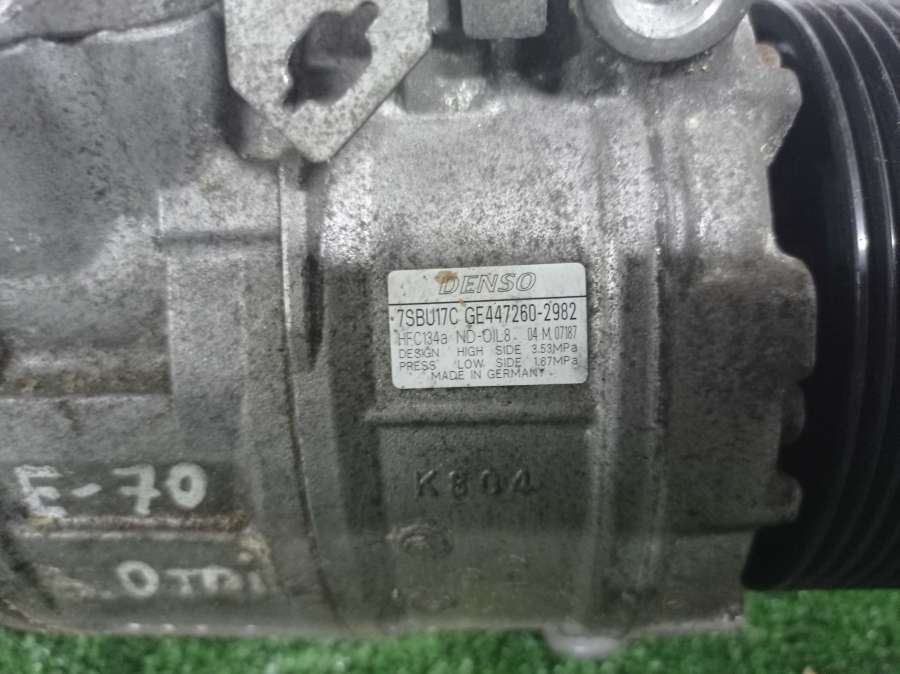 DENSO
7SBU17C GE447260-2982
HFC134a ND-OIL8 04 M 07187
DESIGN HIGH SIDE 3.53MPa
PRESS LOW SIDE 1.67MPa
MADE IN GERMANY
K804
E-70